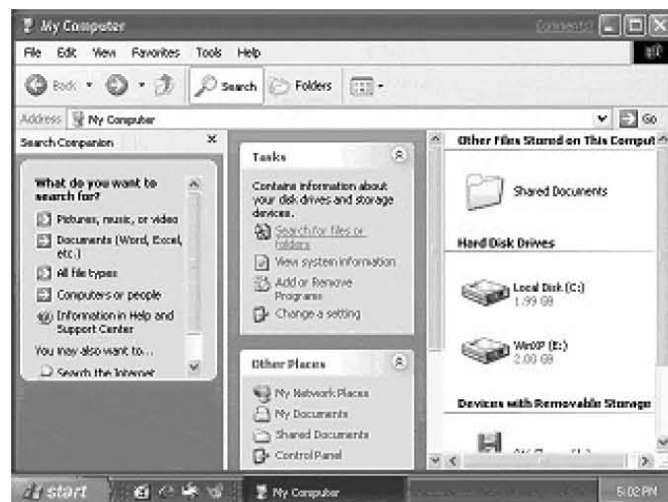 My Computer
Comments?
File Edit View Favorites Tools Help
Back Search Folders
Address My Computer Go
Search Companion
What do you want to
search for?
Pictures, music, or video
Documents (Word, Excel,
etc.)
All file types
Computers or people
Information in Help and
Support Center
You may also want to...
Search the Internet
Tasks
Contains information about
your disk drives and storage
devices.
Search for files or
folders
View system information
Add or Remove
Programs
Change a setting
Other Places
My Network Places
My Documents
Shared Documents
Control Panel
Other Files Stored on This Comput
Shared Documents
Hard Disk Drives
Local Disk (C:)
1.99 GB
WinXP (E:)
2.00 GB
Devices with Removable Storage
start My Computer 5:02 PM